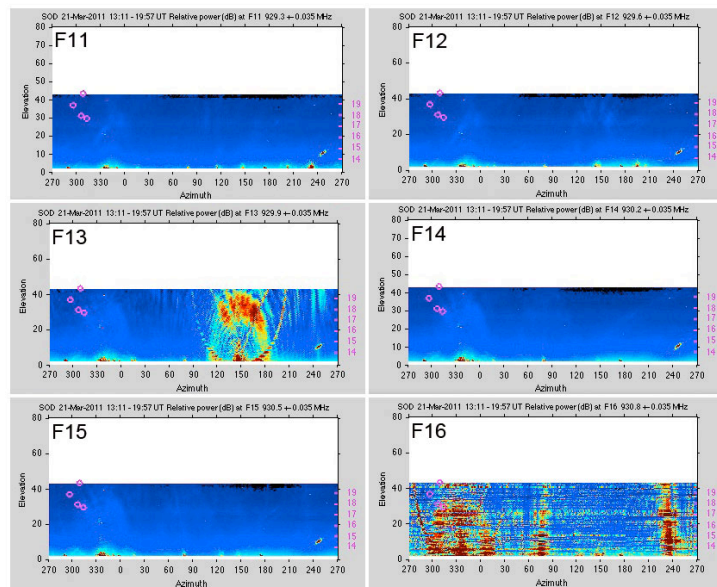 SOD 21-Mar-2011 13:11 - 19:57 UT Relative power (dB) at F11 929.3 +- 0.035 MHz
F11
80
70
60
50
40
30
20
10
0
Elevation
19
18
17
16
15
14
270 300 330 0 30 60 90 120 150 180 210 240 270
Azimuth
SOD 21-Mar-2011 13:11 - 19:57 UT Relative power (dB) at F12 929.6 +- 0.035 MHz
F12
80
70
60
50
40
30
20
10
0
Elevation
19
18
17
16
15
14
270 300 330 0 30 60 90 120 150 180 210 240 270
Azimuth
SOD 21-Mar-2011 13:11 - 19:57 UT Relative power (dB) at F13 929.9 +- 0.035 MHz
F13
80
60
40
20
0
Elevation
19
18
17
16
15
14
270 300 330 0 30 60 90 120 150 180 210 240 270
Azimuth
SOD 21-Mar-2011 13:11 - 19:57 UT Relative power (dB) at F14 930.2 +- 0.035 MHz
F14
80
70
60
50
40
30
20
10
0
Elevation
19
18
17
16
15
14
270 300 330 0 30 60 90 120 150 180 210 240 270
Azimuth
SOD 21-Mar-2011 13:11 - 19:57 UT Relative power (dB) at F15 930.5 +- 0.035 MHz
F15
80
60
40
20
0
Elevation
19
18
17
16
15
14
270 300 330 0 30 60 90 120 150 180 210 240 270
Azimuth
SOD 21-Mar-2011 13:11 - 19:57 UT Relative power (dB) at F16 930.8 +- 0.035 MHz
F16
80
60
40
20
0
Elevation
19
18
17
16
15
14
270 300 330 0 30 60 90 120 150 180 210 240 270
Azimuth